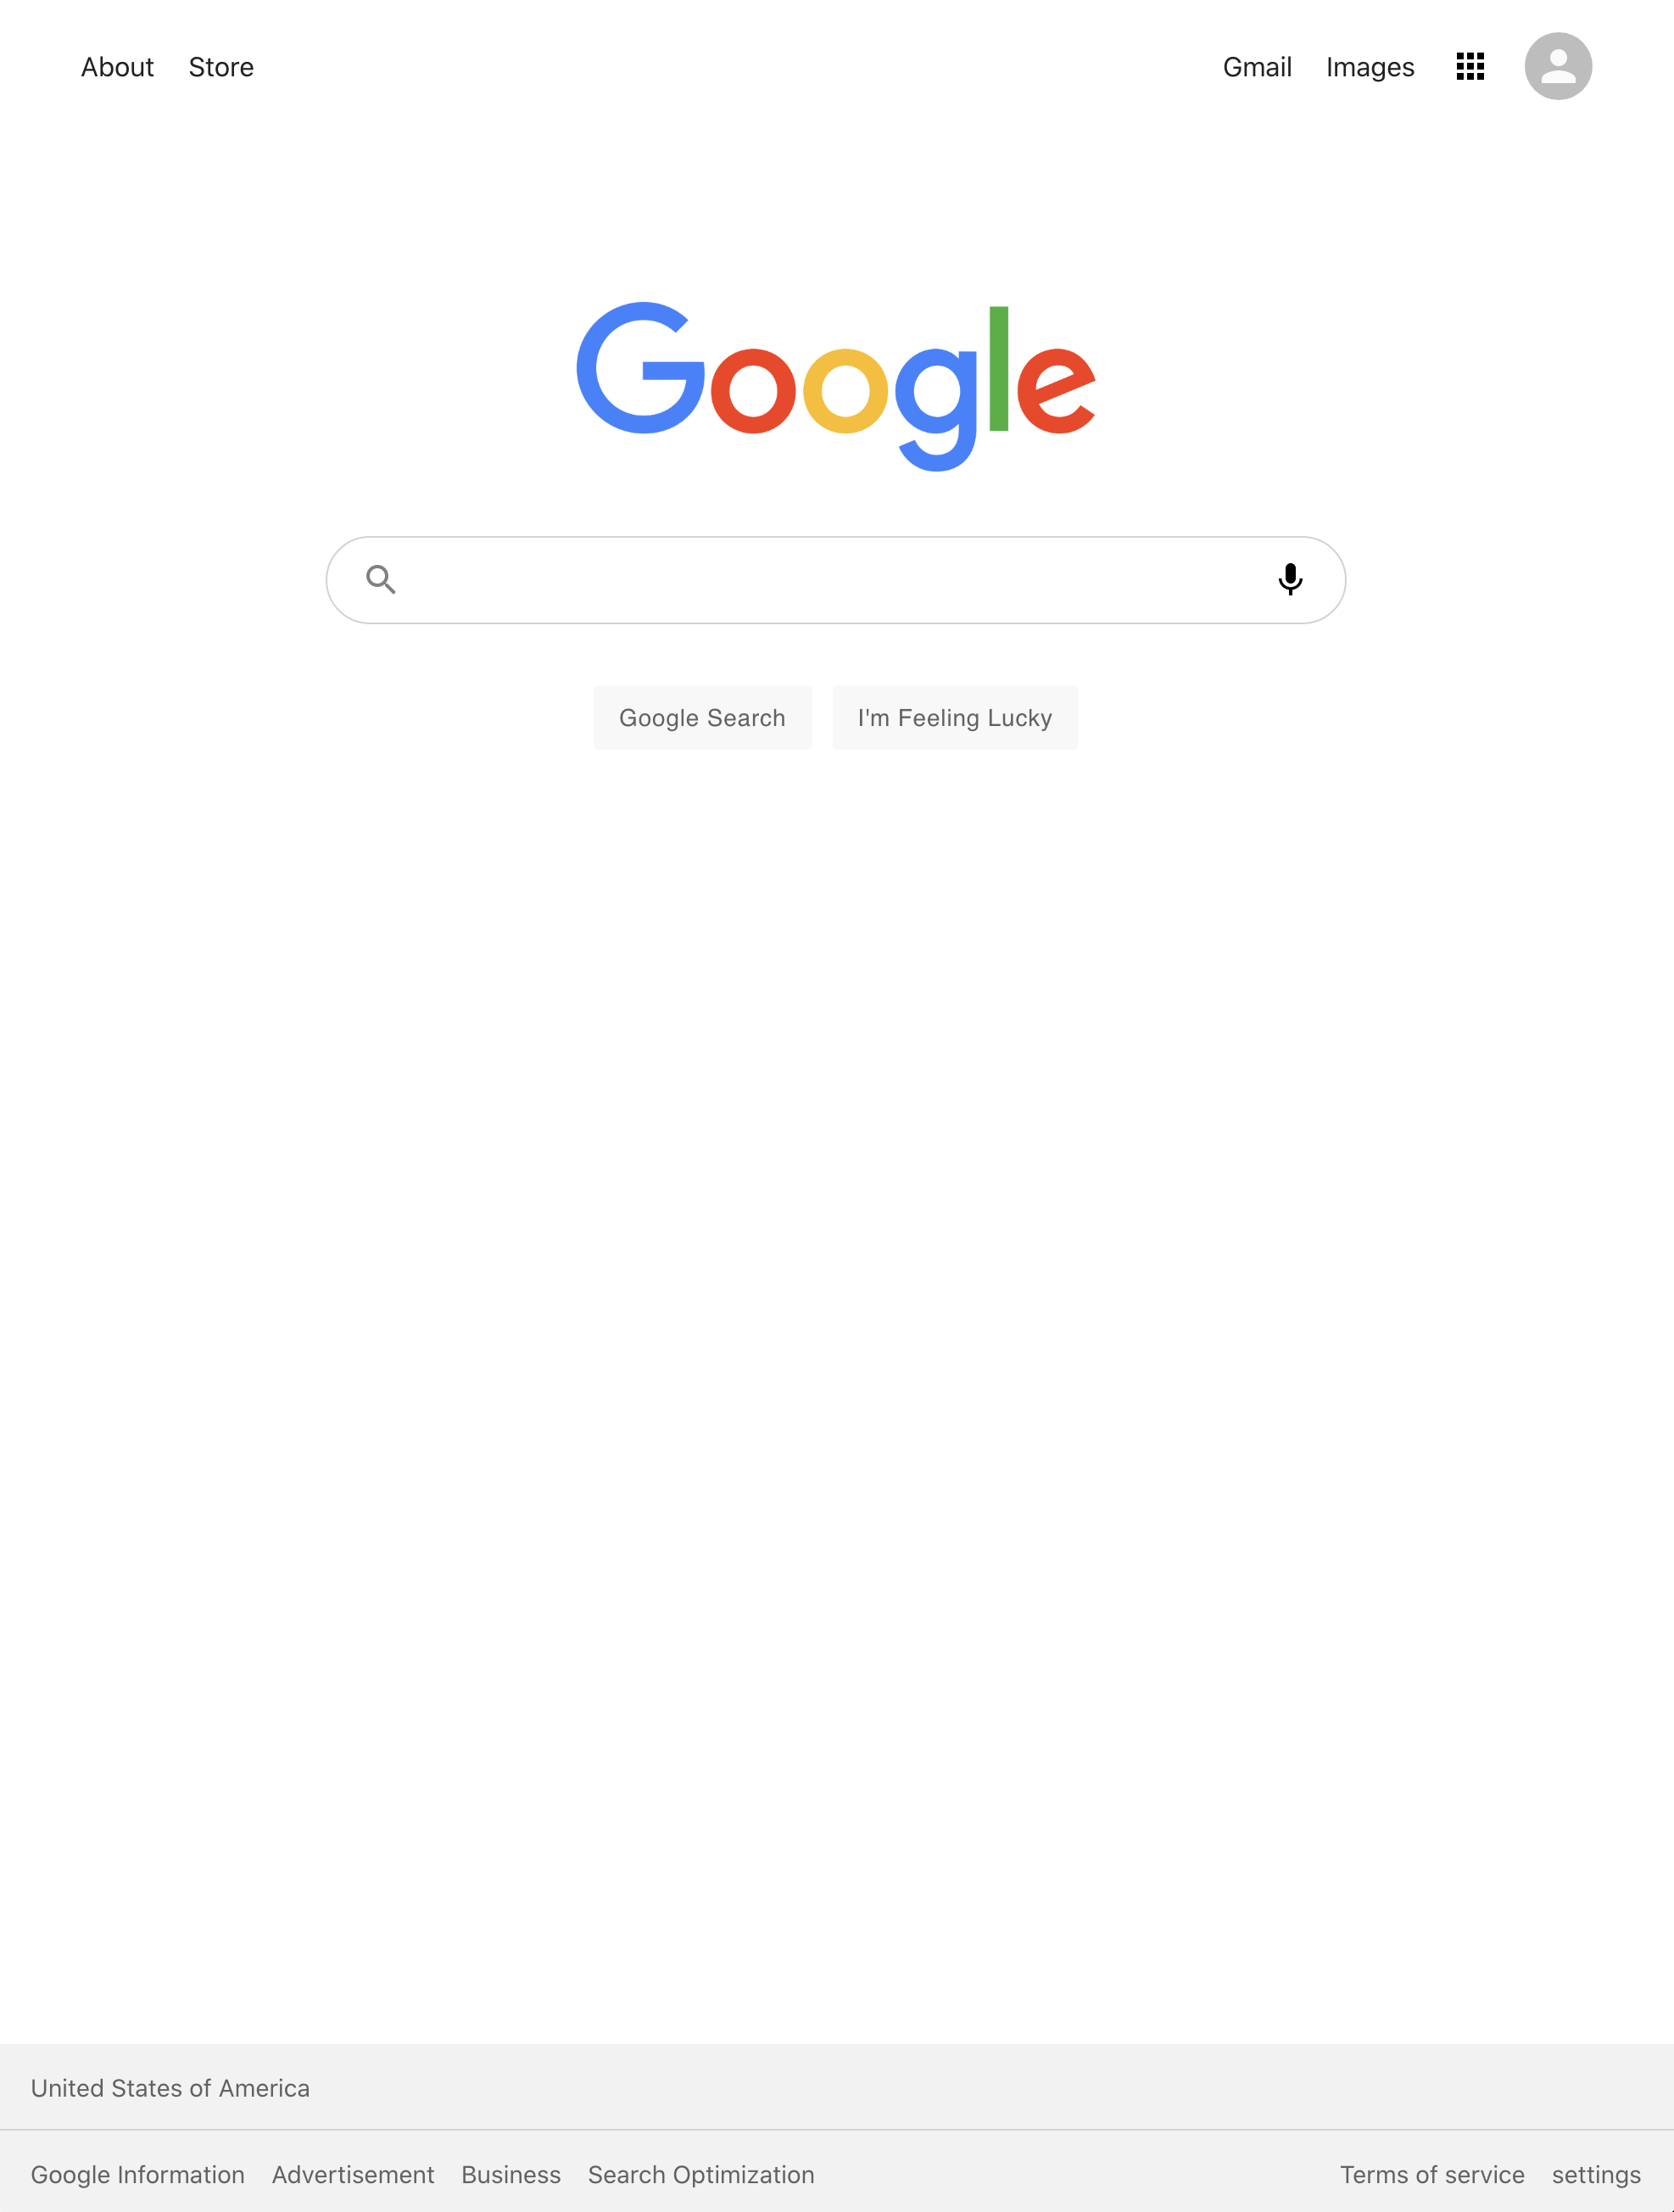 About Store Gmail Images
Google
Google Search I'm Feeling Lucky
United States of America
Google Information Advertisement Business Search Optimization Terms of service settings